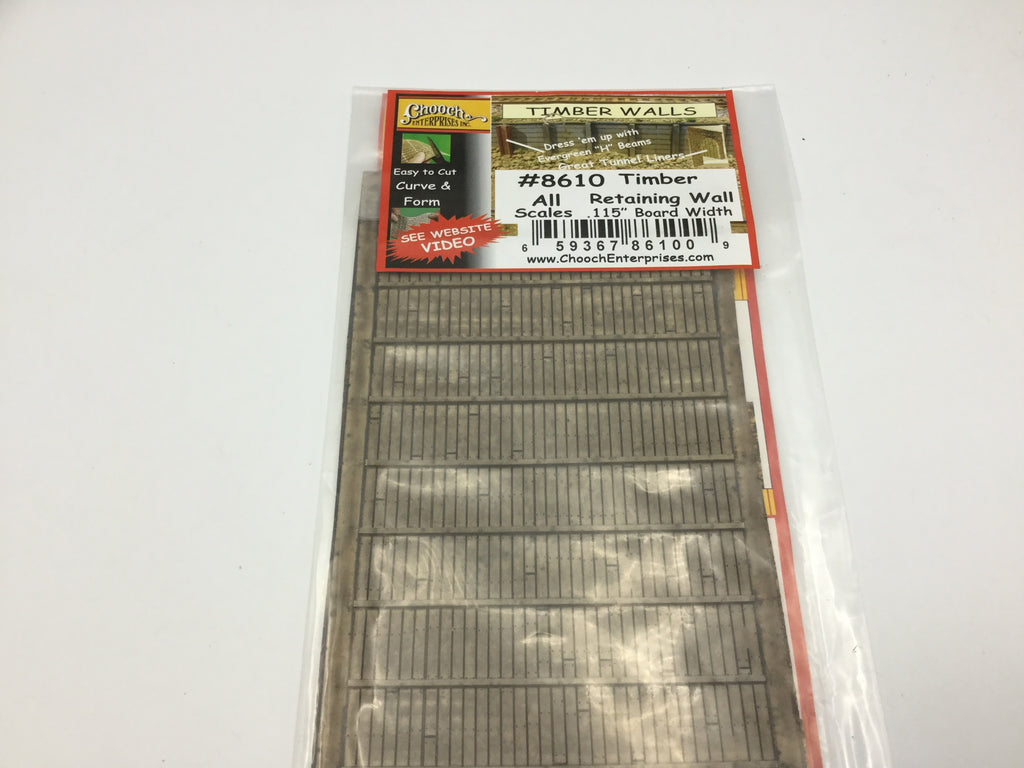 Chooch
ENTERPRISES INC.
Easy to Cut
Curve &
Form
SEE WEBSITE
VIDEO
TIMBER WALLS
Dress 'em up with
Evergreen "H" Beams
Great Tunnel Liners
#8610 Timber
All Retaining Wall
Scales .115" Board Width
6 59367 86100 9
www.ChoochEnterprises.com